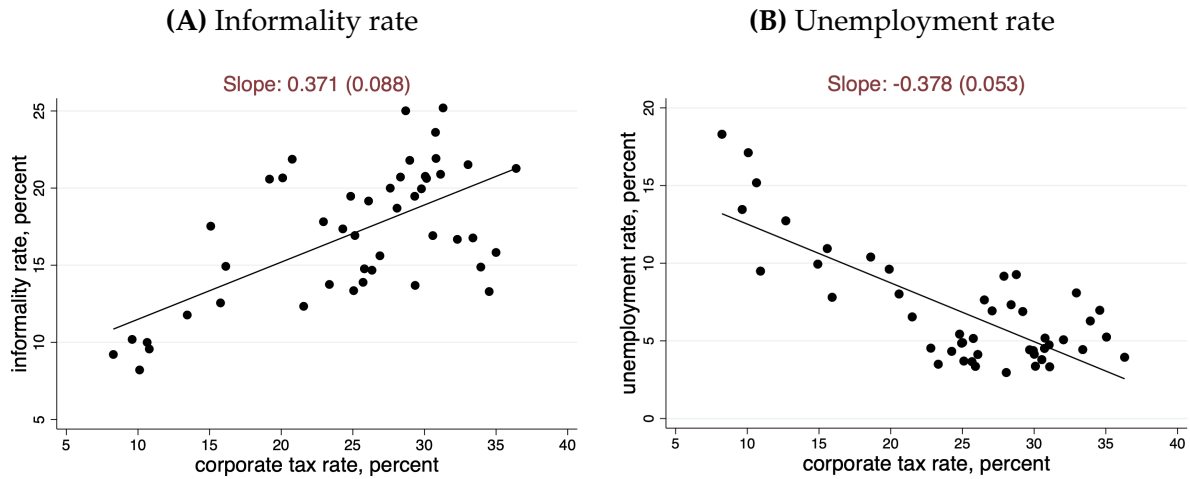 (A) Informality rate
Slope: 0.371 (0.088)
informality rate, percent
25
20
15
10
5
5 10 15 20 25 30 35 40
corporate tax rate, percent
(B) Unemployment rate
Slope: -0.378 (0.053)
unemployment rate, percent
20
15
10
5
0
5 10 15 20 25 30 35 40
corporate tax rate, percent